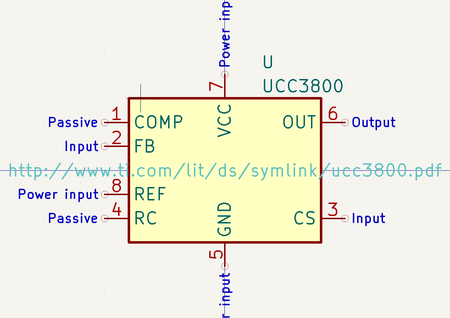 Power inp
U
UCC3800
7
VCC
Passive 1 COMP OUT 6 Output
Input 2 FB
http://www.ti.com/lit/ds/symlink/ucc3800.pdf
Power input 8 REF
Passive 4 RC CS 3 Input
GND
5
r input